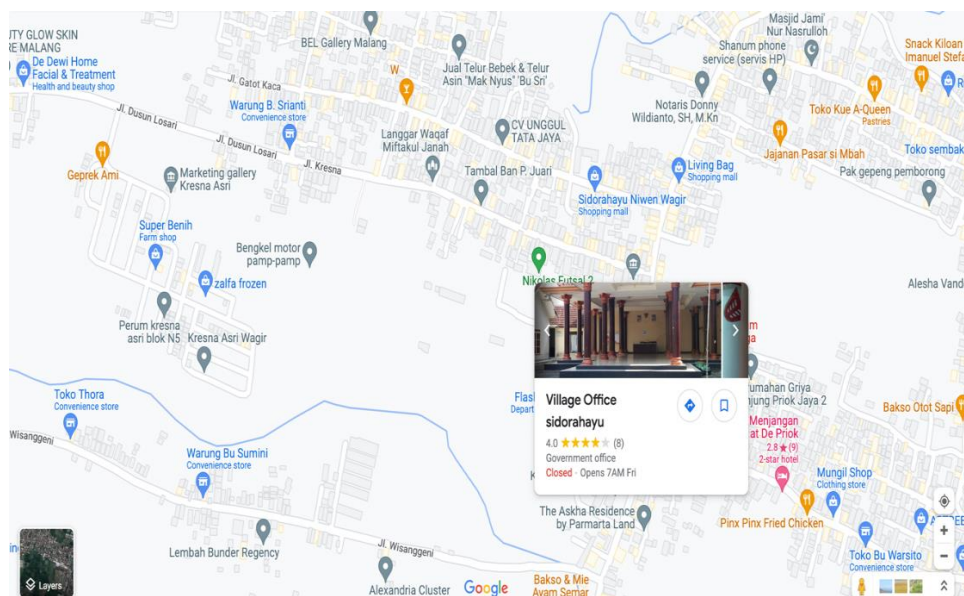 UTY GLOW SKIN
RE MALANG
De Dewi Home
Facial & Treatment
Health and beauty shop
BEL Gallery Malang
Jual Telur Bebek & Telur
Asin "Mak Nyus" Bu Sri
Masjid Jami'
Nur Nasrulloh
Shanum phone
service (servis HP)
Snack Kiloan
Imanuel Stefa
Jl. Gatot Kaca
W
Jl. Dusun Losari
Warung B. Srianti
Convenience store
Notaris Donny
Wildianto, SH, M.Kn
Toko Kue A-Queen
Pastries
Langgar Waqaf
Miftakul Janah
CV UNGGUL
TATA JAYA
Jl. Dusun Losari
Jl. Kresna
Jajanan Pasar si Mbah
Toko sembak
Geprek Ami
Marketing gallery
Kresna Asri
Tambal Ban P. Juari
Living Bag
Shopping mall
Pak gepeng pemborong
Sidorahayu Niwen Wagir
Shopping mall
Super Benih
Farm shop
Bengkel motor
pamp-pamp
zalfa frozen
Nikolas Futsal 2
Alesha Vand
Perum kresna
asri blok N5
Kresna Asri Wagir
Village Office
sidorahayu
4.0
(8)
Government office
Closed · Opens 7AM Fri
rumahan Griya
jung Priok Jaya 2
Toko Thora
Convenience store
Flas
Depart
Bakso Otot Sapi
Menjangan
at De Priok
2.8 ★ (9)
2-star hotel
Wisanggeni
Warung Bu Sumini
Convenience store
Mungil Shop
Clothing store
The Askha Residence
by Parmarta Land
Pinx Pinx Fried Chicken
Lembah Bunder Regency
Jl. Wisanggeni
Toko Bu Warsito
Convenience store
Layers
Alexandria Cluster
Google
Bakso & Mie
Ayam Semar